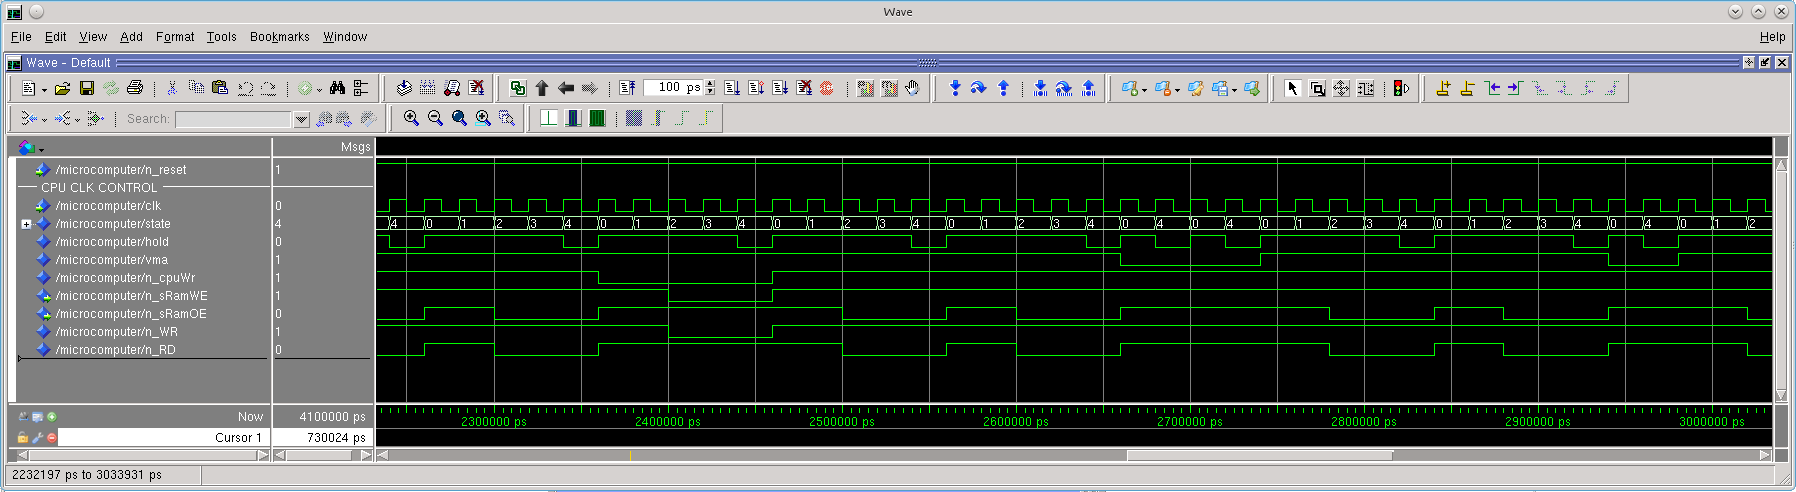 Wave
File Edit View Add Format Tools Bookmarks Window Help
Wave - Default
100 ps
Search:
Msgs
/microcomputer/n_reset 1
CPU CLK CONTROL
/microcomputer/clk 0
/microcomputer/state 4 4 0 1 2 3 4 0 1 2 3 4 0 1 2 3 4 0 1 2 3 4 0 4 0 4 0 1 2 3 4 0 1 2 3 4 0 4 0 1 2
/microcomputer/hold 0
/microcomputer/vma 1
/microcomputer/n_cpuWr 1
/microcomputer/n_sRamWE 1
/microcomputer/n_sRamOE 0
/microcomputer/n_WR 1
/microcomputer/n_RD 0
Now 4100000 ps
2300000 ps 2400000 ps 2500000 ps 2600000 ps 2700000 ps 2800000 ps 2900000 ps 3000000 ps
Cursor 1 730024 ps
2232197 ps to 3033931 ps